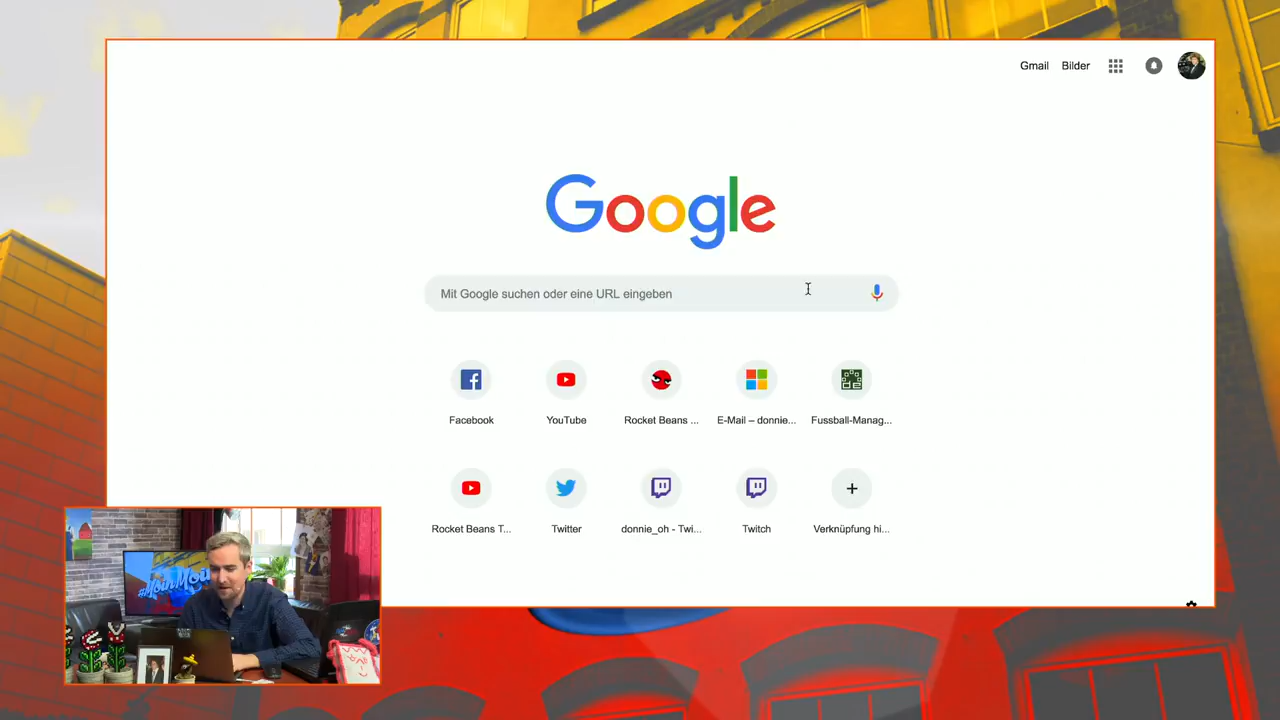 Gmail Bilder
Google
Mit Google suchen oder eine URL eingeben
Facebook YouTube Rocket Beans ... E-Mail – donnie... Fussball-Manag...
Rocket Beans T... Twitter donnie_oh - Twi... Twitch Verknüpfung hi...
#MoinMoi